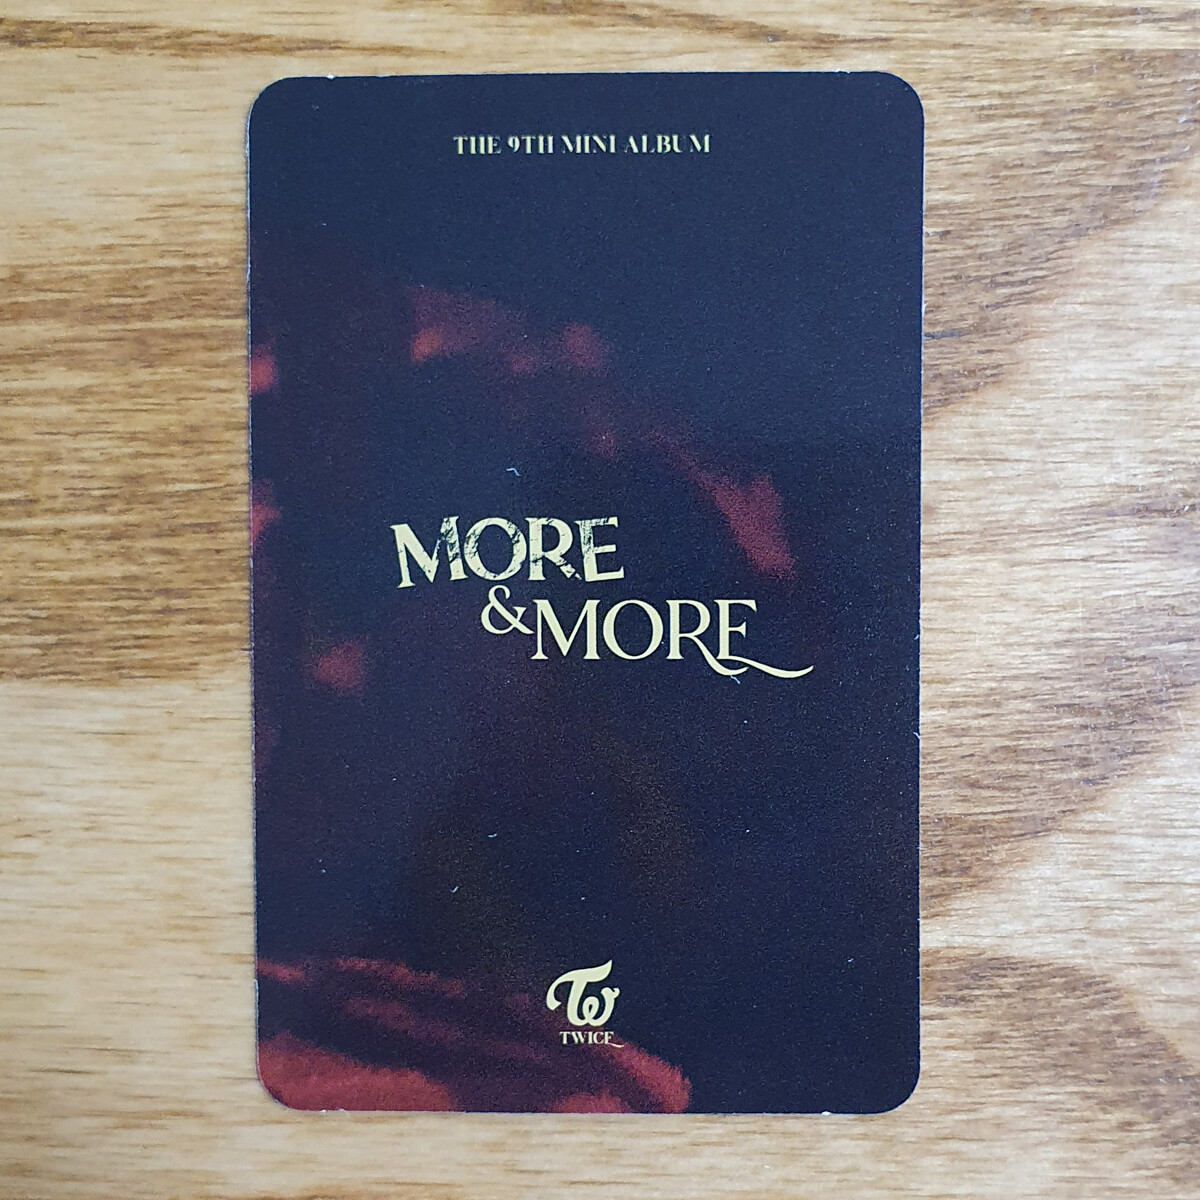 THE 9TH MINI ALBUM
MORE
&MORE
TW
TWICE